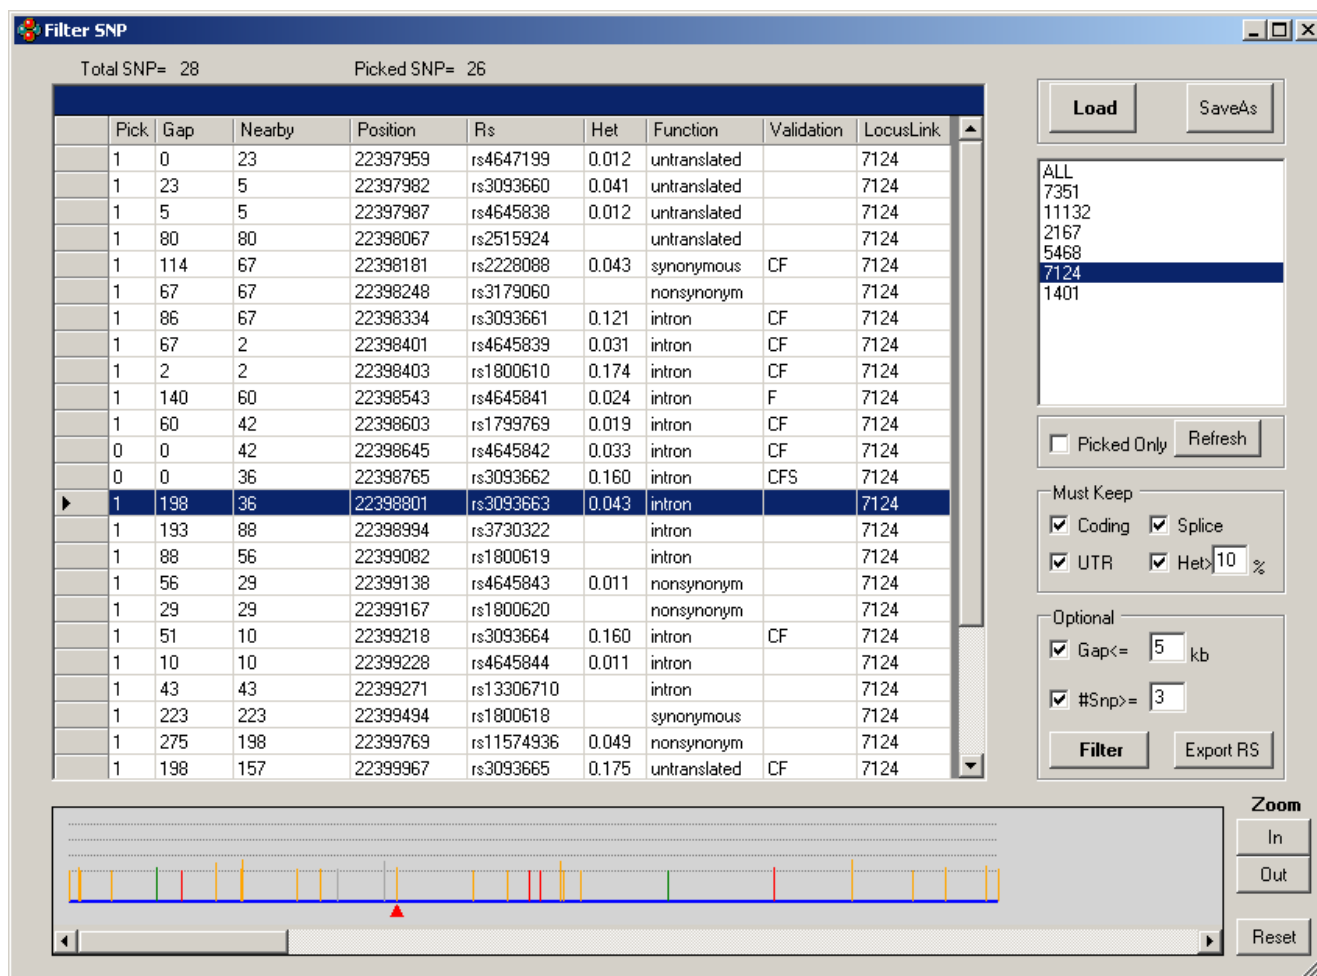 Filter SNP
Total SNP= 28 Picked SNP= 26
Pick Gap Nearby Position Rs Het Function Validation LocusLink
1 0 23 22397959 rs4647199 0.012 untranslated 7124
1 23 5 22397982 rs3093660 0.041 untranslated 7124
1 5 5 22397987 rs4645838 0.012 untranslated 7124
1 80 80 22398067 rs2515924 untranslated 7124
1 114 67 22398181 rs2228088 0.043 synonymous CF 7124
1 67 67 22398248 rs3179060 nonsynonym 7124
1 86 67 22398334 rs3093661 0.121 intron CF 7124
1 67 2 22398401 rs4645839 0.031 intron CF 7124
1 2 2 22398403 rs1800610 0.174 intron CF 7124
1 140 60 22398543 rs4645841 0.024 intron F 7124
1 60 42 22398603 rs1799769 0.019 intron CF 7124
0 0 42 22398645 rs4645842 0.033 intron CF 7124
0 0 36 22398765 rs3093662 0.160 intron CFS 7124
1 198 36 22398801 rs3093663 0.043 intron 7124
1 193 88 22398994 rs3730322 intron 7124
1 88 56 22399082 rs1800619 intron 7124
1 56 29 22399138 rs4645843 0.011 nonsynonym 7124
1 29 29 22399167 rs1800620 nonsynonym 7124
1 51 10 22399218 rs3093664 0.160 intron CF 7124
1 10 10 22399228 rs4645844 0.011 intron 7124
1 43 43 22399271 rs13306710 intron 7124
1 223 223 22399494 rs1800618 synonymous 7124
1 275 198 22399769 rs11574936 0.049 nonsynonym 7124
1 198 157 22399967 rs3093665 0.175 untranslated CF 7124
Load SaveAs
ALL
7351
11132
2167
5468
7124
1401
Picked Only Refresh
Must Keep
Coding Splice
UTR Het> 10 %
Optional
Gap<= 5 kb
#Snp>= 3
Filter Export RS
Zoom
In
Out
Reset